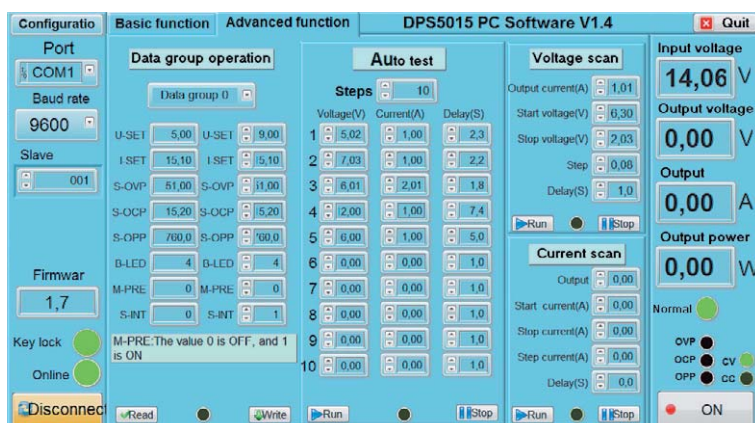 Configuratio Basic function Advanced function DPS5015 PC Software V1.4 Quit
Port
COM1
Baud rate
9600
Slave
001
Firmwar
1,7
Key lock
Online
Disconnec
Data group operation
Data group 0
U-SET 5,00 U-SET 9,00
I-SET 15,10 I-SET 15,10
S-OVP 51,00 S-OVP 51,00
S-OCP 15,20 S-OCP 15,20
S-OPP 760,0 S-OPP '60,0
B-LED 4 B-LED 4
M-PRE 0 M-PRE 0
S-INT 0 S-INT 1
M-PRE:The value 0 is OFF, and 1
is ON
Read Write
Auto test
Steps 10
Voltage(V) Current(A) Delay(S)
1 5,02 1,00 2,3
2 7,03 1,00 2,2
3 6,01 2,01 1,8
4 2,00 1,00 7,4
5 6,00 1,00 5,0
6 0,00 0,00 1,0
7 0,00 0,00 1,0
8 0,00 0,00 1,0
9 0,00 0,00 1,0
10 0,00 0,00 1,0
Run Stop
Voltage scan
Output current(A) 1,01
Start voltage(V) 6,30
Stop voltage(V) 2,03
Step 0,06
Delay(S) 1,0
Run Stop
Current scan
Output 0,00
Start current(A) 0,00
Stop current(A) 0,00
Step current(A) 0,00
Delay(S) 0,0
Run Stop
Input voltage
14,06 V
Output voltage
0,00 V
Output
0,00 A
Output power
0,00 W
Normal
OVP
OCP CV
OPP CC
ON